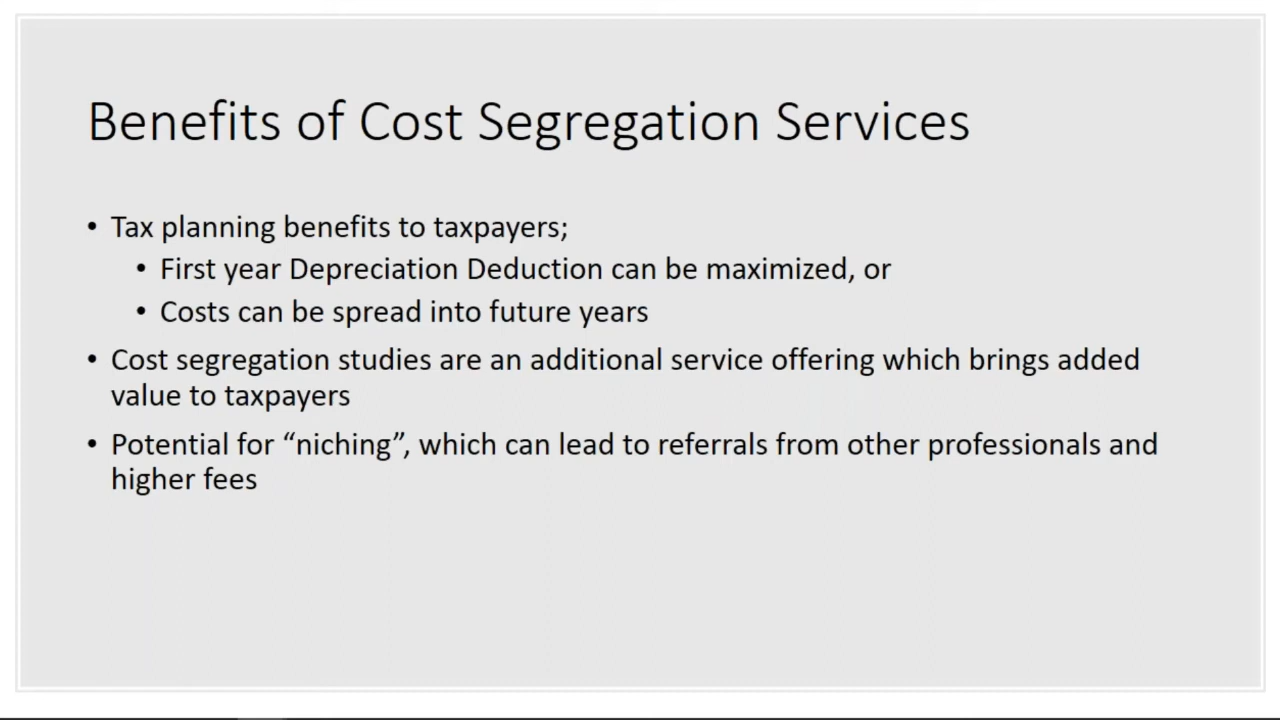 Benefits of Cost Segregation Services
• Tax planning benefits to taxpayers;
• First year Depreciation Deduction can be maximized, or
• Costs can be spread into future years
• Cost segregation studies are an additional service offering which brings added
value to taxpayers
• Potential for “niching”, which can lead to referrals from other professionals and
higher fees